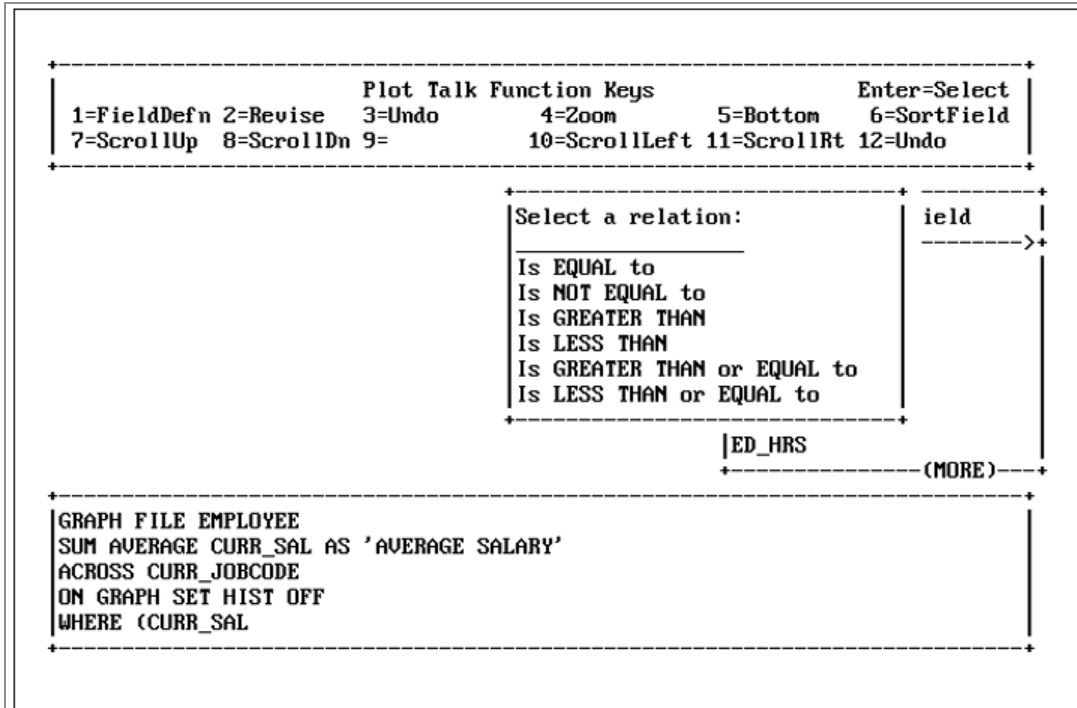 Plot Talk Function Keys Enter=Select
1=FieldDefn 2=Revise 3=Undo 4=Zoom 5=Bottom 6=SortField
7=ScrollUp 8=ScrollDn 9= 10=ScrollLeft 11=ScrollRt 12=Undo
Select a relation:
ield
Is EQUAL to
Is NOT EQUAL to
Is GREATER THAN
Is LESS THAN
Is GREATER THAN or EQUAL to
Is LESS THAN or EQUAL to
ED_HRS
(MORE)
GRAPH FILE EMPLOYEE
SUM AVERAGE CURR_SAL AS 'AVERAGE SALARY'
ACROSS CURR_JOBCODE
ON GRAPH SET HIST OFF
WHERE (CURR_SAL